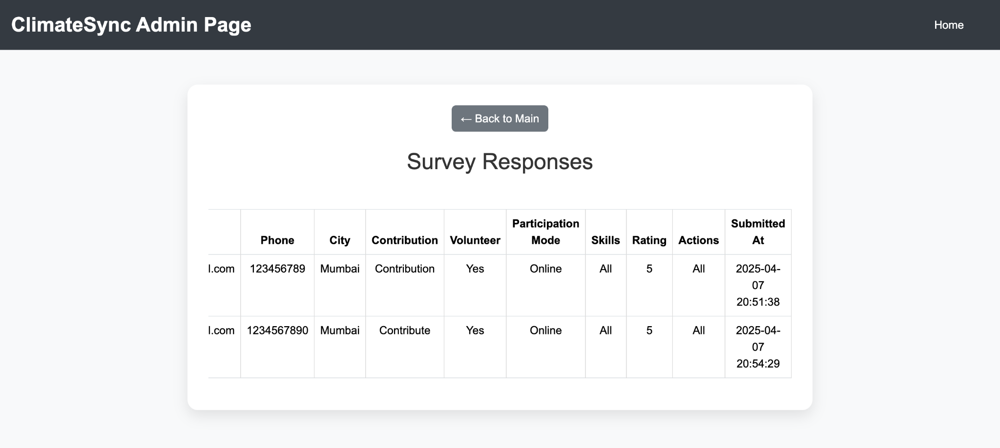 ClimateSync Admin Page
Home
← Back to Main
Survey Responses
Phone City Contribution Volunteer Participation Mode Skills Rating Actions Submitted At
l.com 123456789 Mumbai Contribution Yes Online All 5 All 2025-04-07 20:51:38
l.com 1234567890 Mumbai Contribute Yes Online All 5 All 2025-04-07 20:54:29